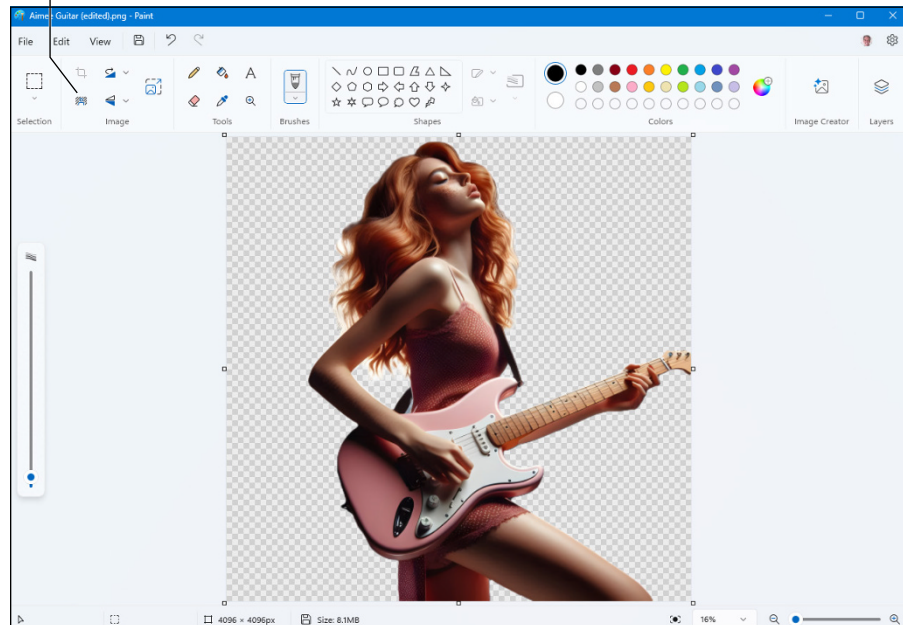 Aimee Guitar (edited).png - Paint
File Edit View
Selection Image Tools Brushes Shapes Colors Image Creator Layers
4096 × 4096px Size: 8.1MB 16%